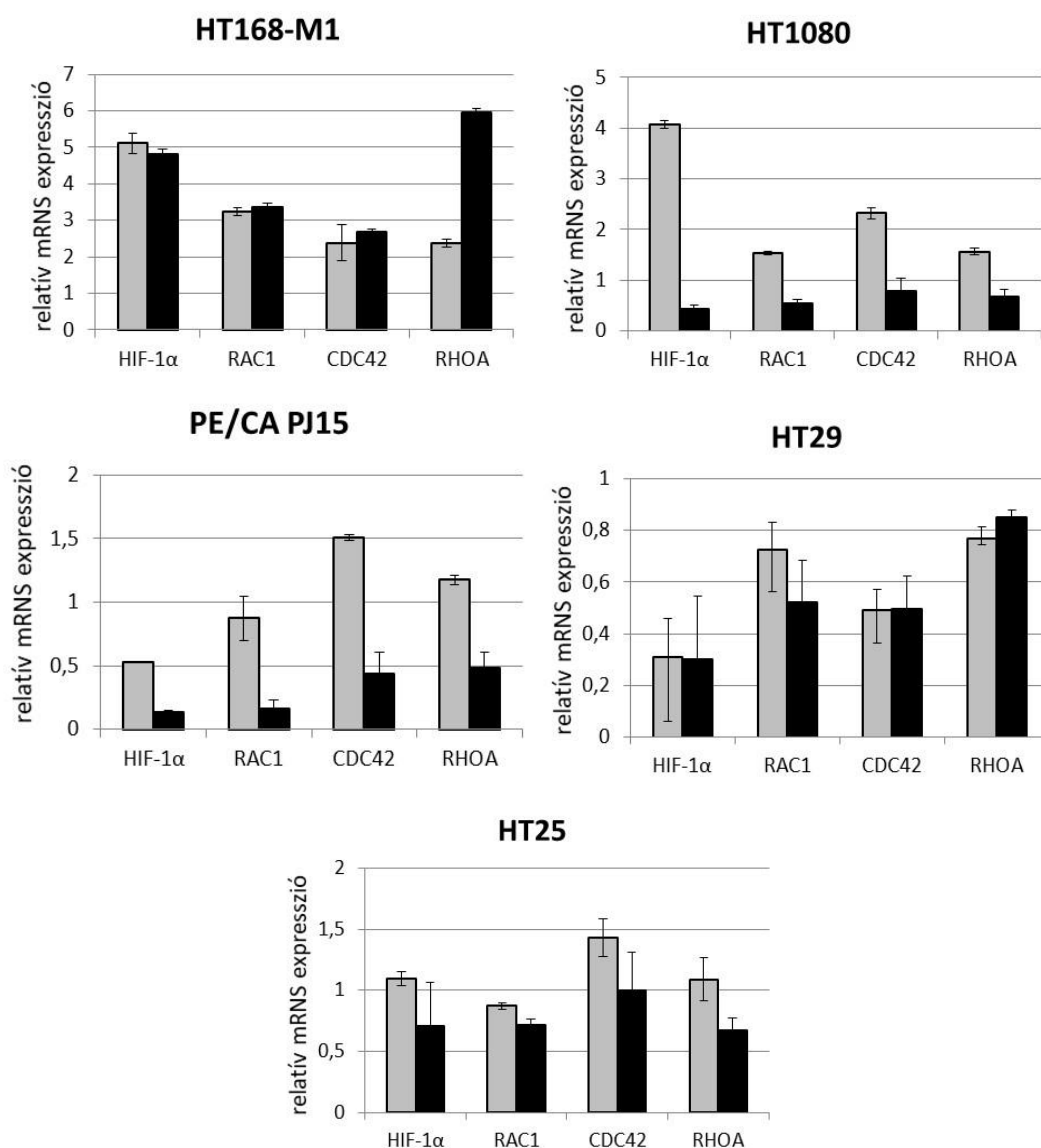 HT168-M1
relatív mRNS expresszió
7
6
5
4
3
2
1
0
HIF-1α RAC1 CDC42 RHOA
HT1080
relatív mRNS expresszió
5
4
3
2
1
0
HIF-1α RAC1 CDC42 RHOA
PE/CA PJ15
relatív mRNS expresszió
2
1,5
1
0,5
0
HIF-1α RAC1 CDC42 RHOA
HT29
relatív mRNS expresszió
1
0,8
0,6
0,4
0,2
0
HIF-1α RAC1 CDC42 RHOA
HT25
relatív mRNS expresszió
2
1,5
1
0,5
0
HIF-1α RAC1 CDC42 RHOA